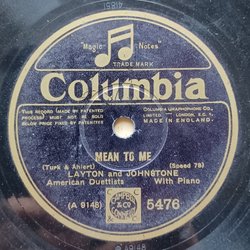 "Magic Notes"
TRADE MARK
Columbia
THIS RECORD (MADE BY PATENTED PROCESS) MUST NOT BE SOLD BELOW PRICE FIXED BY PATENTEES
COLUMBIA GRAPHOPHONE CO. LIMITED LONDON, E.C.1.
MADE IN ENGLAND.
MEAN TO ME
(Turk & Ahlert) (Speed 78)
LAYTON and JOHNSTONE
American Duettists With Piano
(A 9148) 5476
A 9148